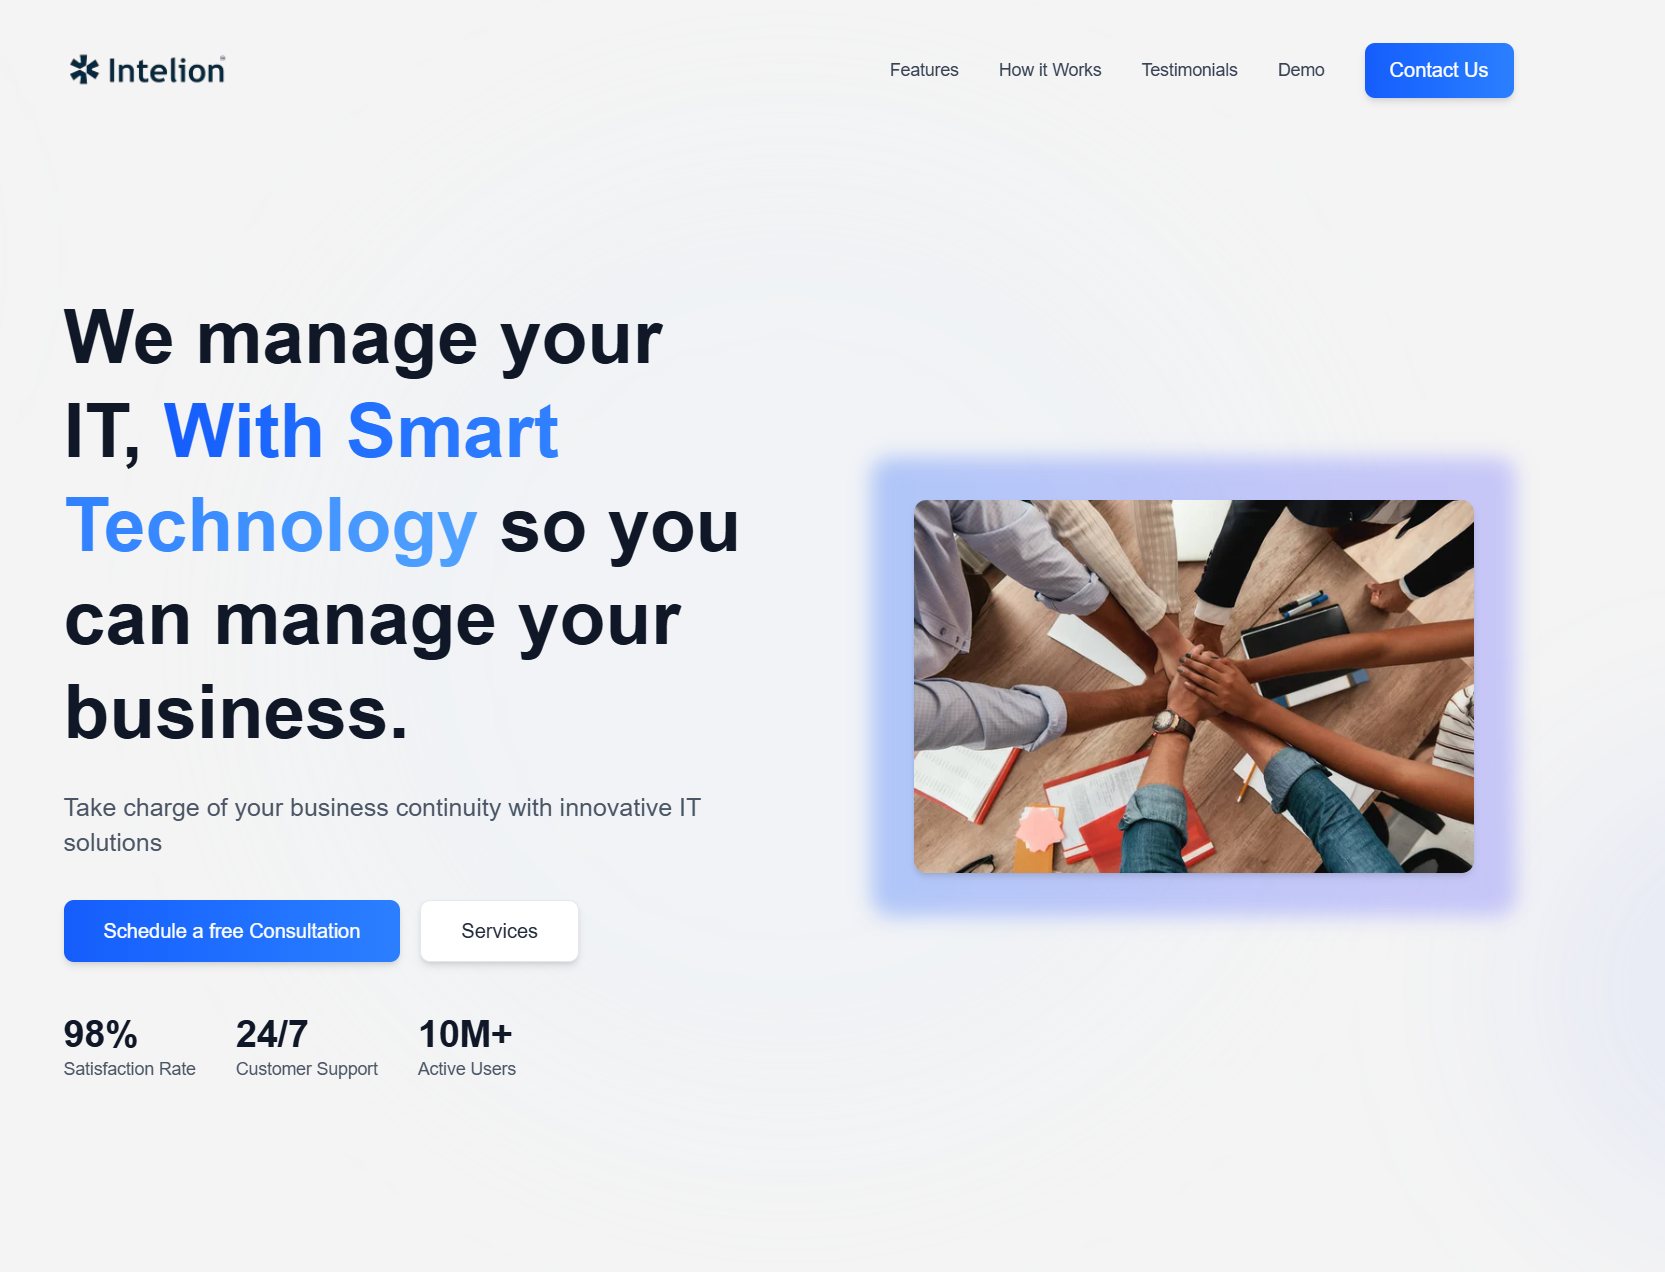 Intelion®
Features
How it Works
Testimonials
Demo
Contact Us
We manage your
IT, With Smart
Technology so you
can manage your
business.
Take charge of your business continuity with innovative IT
solutions
Schedule a free Consultation
Services
98%
Satisfaction Rate
24/7
Customer Support
10M+
Active Users